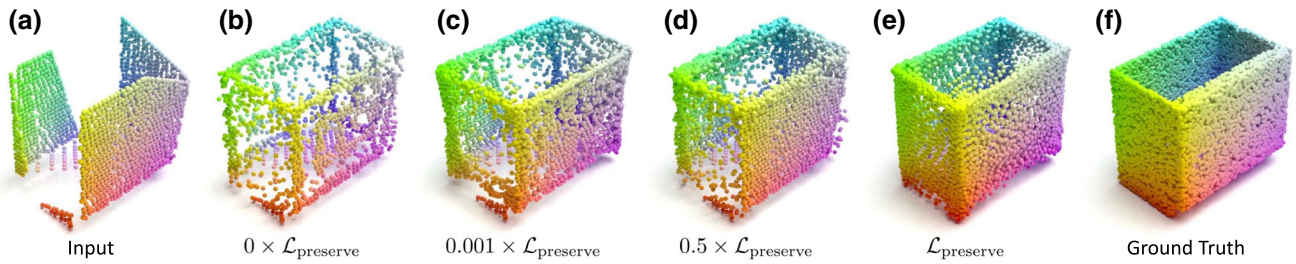 (a) (b) (c) (d) (e) (f)
Input 0 × ℒpreserve 0.001 × ℒpreserve 0.5 × ℒpreserve ℒpreserve Ground Truth